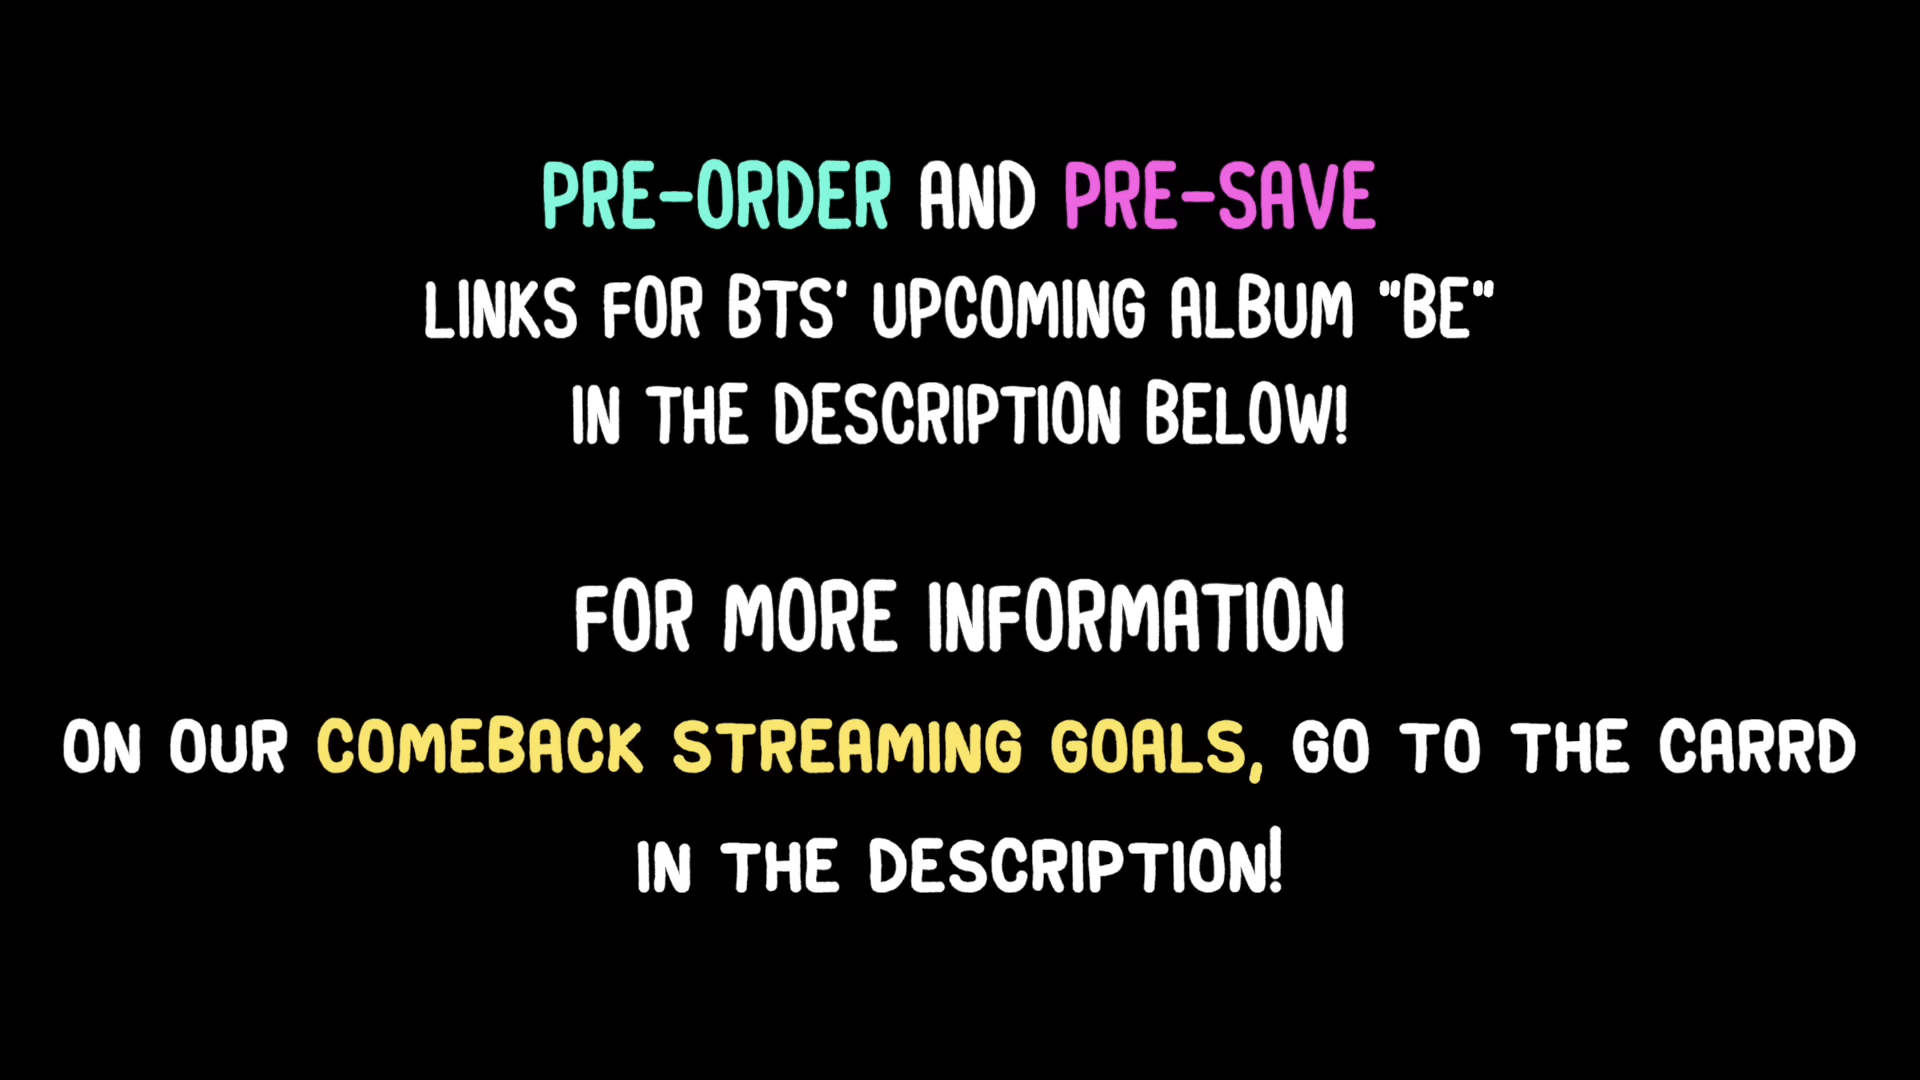 PRE-ORDER AND PRE-SAVE
LINKS FOR BTS' UPCOMING ALBUM "BE"
IN THE DESCRIPTION BELOW!
FOR MORE INFORMATION
ON OUR COMEBACK STREAMING GOALS, GO TO THE CARRD
IN THE DESCRIPTION!